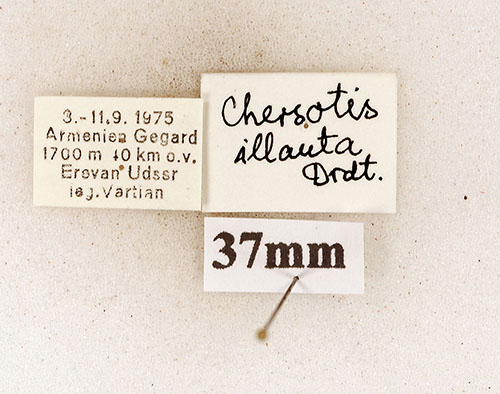 3.-11.9. 1975
Armenien Gegard
1700 m 40 km o.v.
Erevan Udssr
leg. Vartian
Chersotis
illauta
Drdt.
37mm